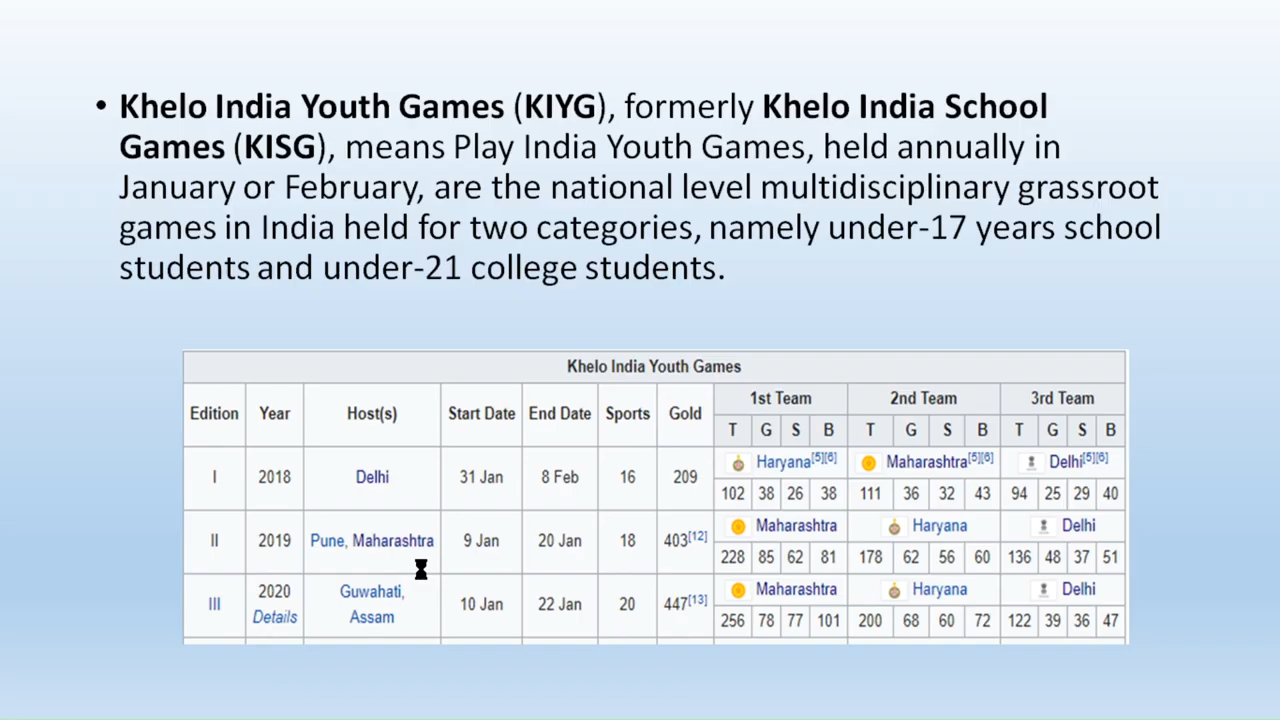 • Khelo India Youth Games (KIYG), formerly Khelo India School
Games (KISG), means Play India Youth Games, held annually in
January or February, are the national level multidisciplinary grassroot
games in India held for two categories, namely under-17 years school
students and under-21 college students.
Khelo India Youth Games
Edition Year Host(s) Start Date End Date Sports Gold 1st Team 2nd Team 3rd Team
T G S B T G S B T G S B
I 2018 Delhi 31 Jan 8 Feb 16 209 Haryana[5][6] Maharashtra[5][6] Delhi[5][6]
102 38 26 38 111 36 32 43 94 25 29 40
II 2019 Pune, Maharashtra 9 Jan 20 Jan 18 403[12] Maharashtra Haryana Delhi
228 85 62 81 178 62 56 60 136 48 37 51
III 2020 Details Guwahati, Assam 10 Jan 22 Jan 20 447[13] Maharashtra Haryana Delhi
256 78 77 101 200 68 60 72 122 39 36 47